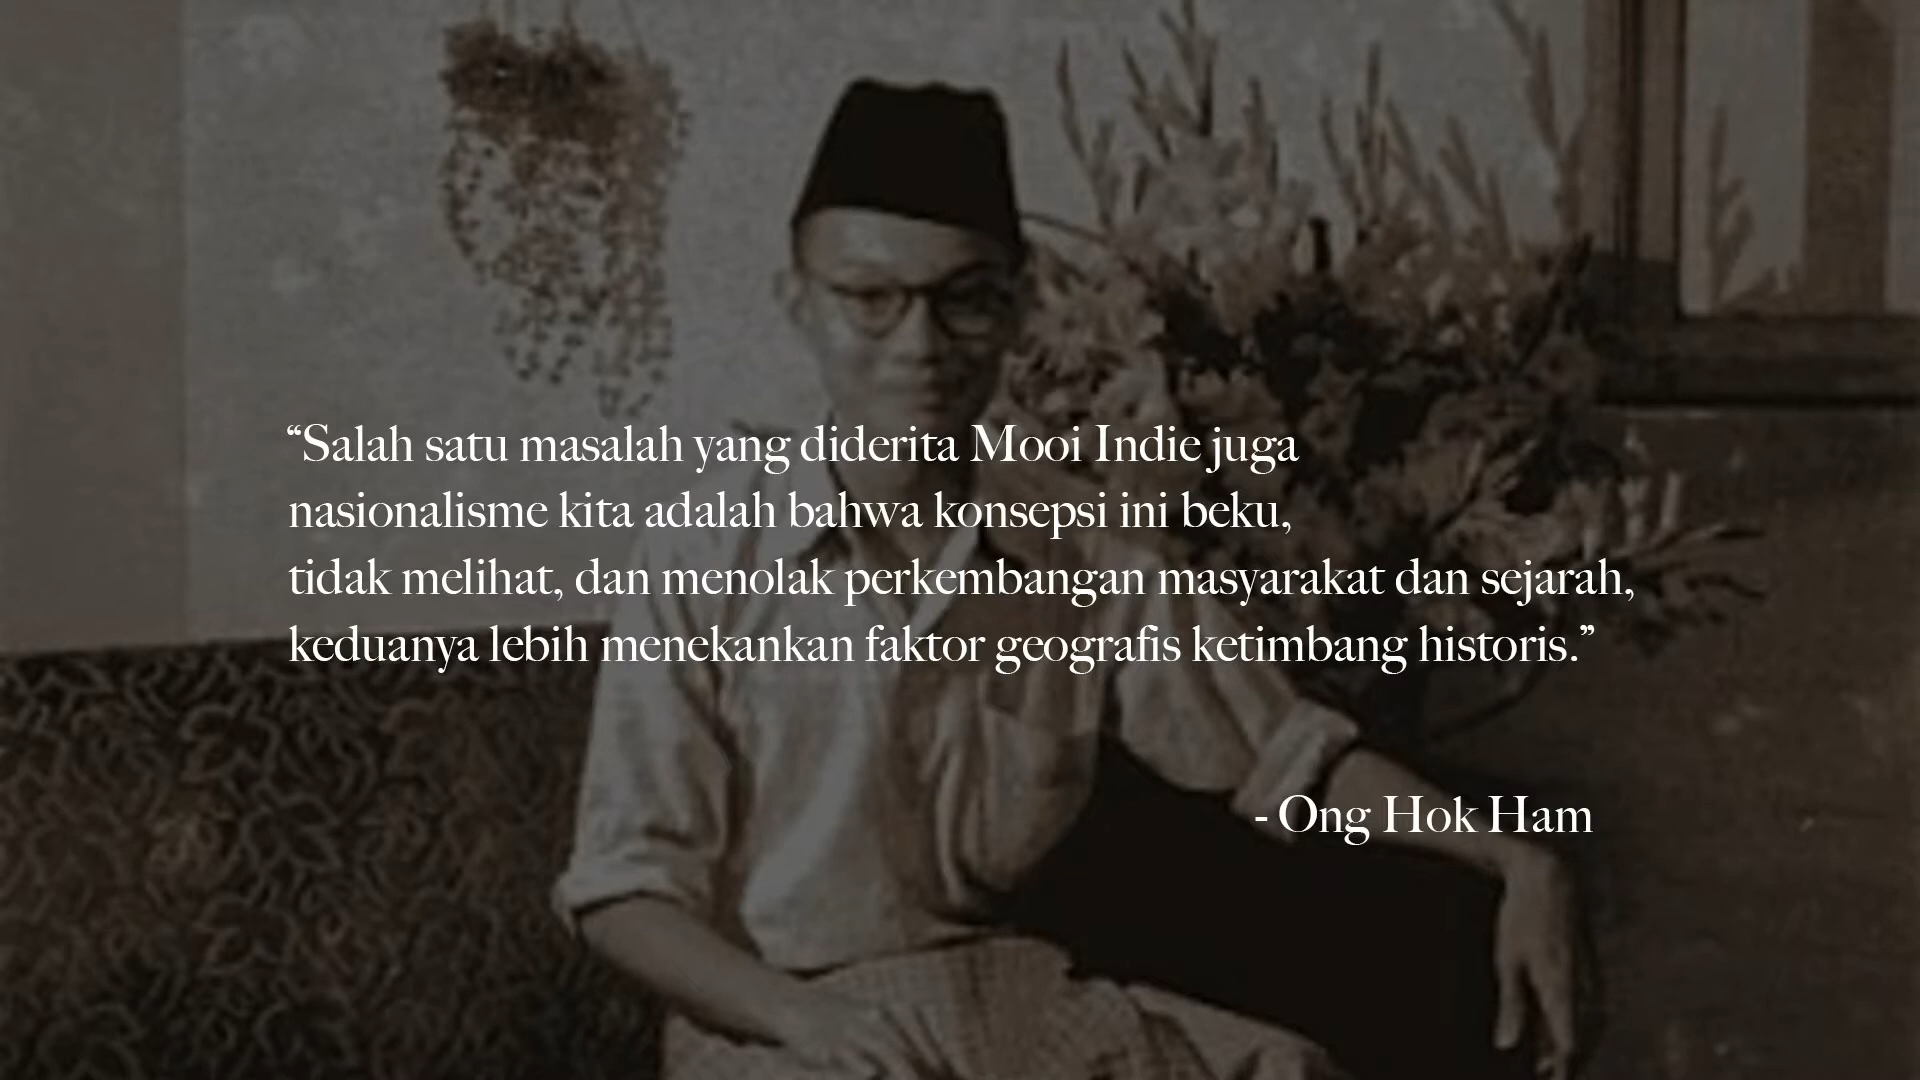 “Salah satu masalah yang diderita Mooi Indie juga
nasionalisme kita adalah bahwa konsepsi ini beku,
tidak melihat, dan menolak perkembangan masyarakat dan sejarah,
keduanya lebih menekankan faktor geografis ketimbang historis.”
- Ong Hok Ham